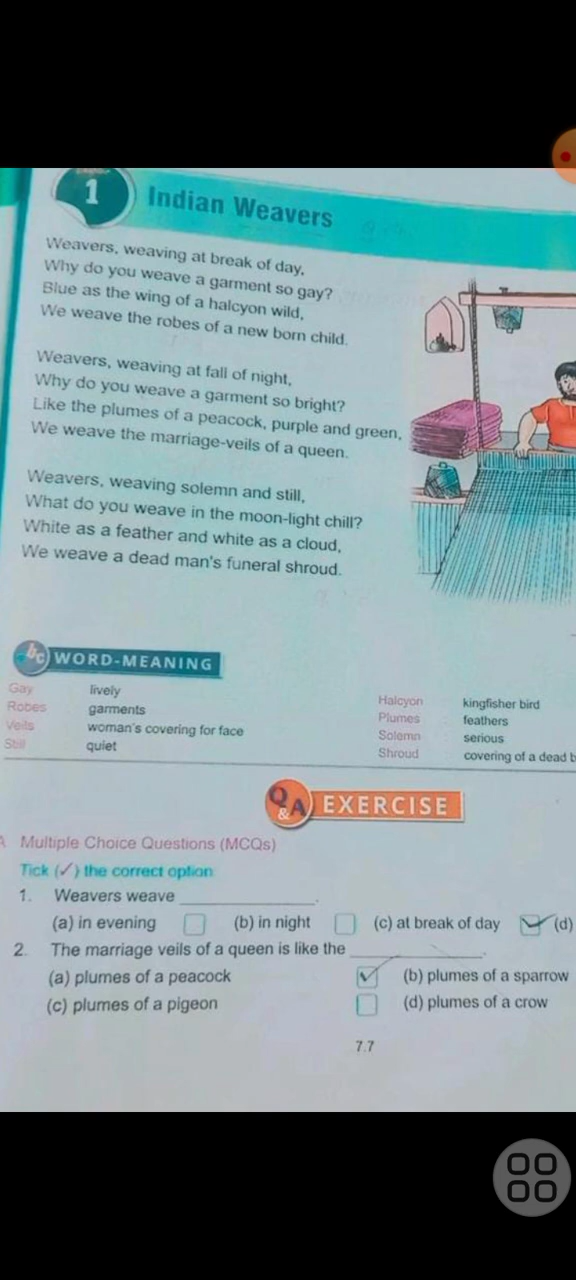 1
Indian Weavers
Weavers, weaving at break of day,
Why do you weave a garment so gay?
Blue as the wing of a halcyon wild,
We weave the robes of a new born child.
Weavers, weaving at fall of night,
Why do you weave a garment so bright?
Like the plumes of a peacock, purple and green,
We weave the marriage-veils of a queen.
Weavers, weaving solemn and still,
What do you weave in the moon-light chill?
White as a feather and white as a cloud,
We weave a dead man's funeral shroud.
bc WORD-MEANING
Gay lively
Robes garments
Veils woman's covering for face
Still quiet
Halcyon kingfisher bird
Plumes feathers
Solemn serious
Shroud covering of a dead b
Q & A EXERCISE
A Multiple Choice Questions (MCQs)
Tick (✓) the correct option
1. Weavers weave _______________.
(a) in evening (b) in night (c) at break of day ✓ (d)
2. The marriage veils of a queen is like the _______________.
(a) plumes of a peacock ✓ (b) plumes of a sparrow
(c) plumes of a pigeon (d) plumes of a crow
7.7